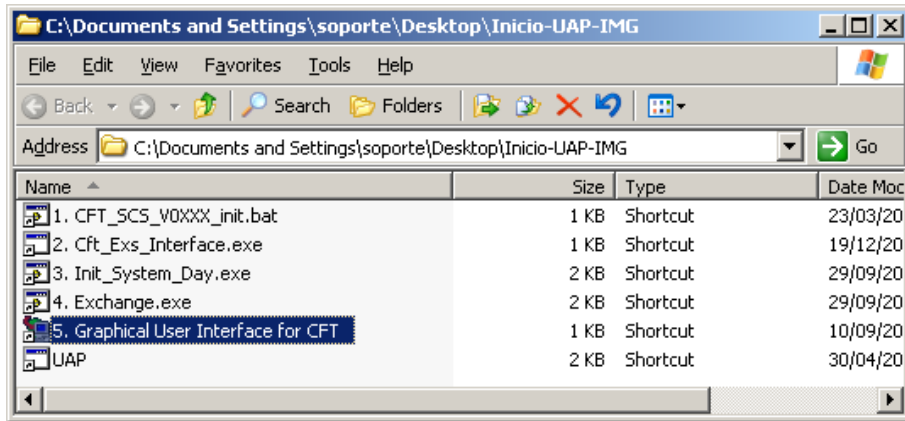 C:\Documents and Settings\soporte\Desktop\Inicio-UAP-IMG
File Edit View Favorites Tools Help
Back Search Folders
Address C:\Documents and Settings\soporte\Desktop\Inicio-UAP-IMG Go
Name Size Type Date Moc
1. CFT_SCS_V0XXX_init.bat 1 KB Shortcut 23/03/20
2. Cft_Exs_Interface.exe 1 KB Shortcut 19/12/20
3. Init_System_Day.exe 2 KB Shortcut 29/09/20
4. Exchange.exe 2 KB Shortcut 29/09/20
5. Graphical User Interface for CFT 1 KB Shortcut 10/09/20
UAP 2 KB Shortcut 30/04/20